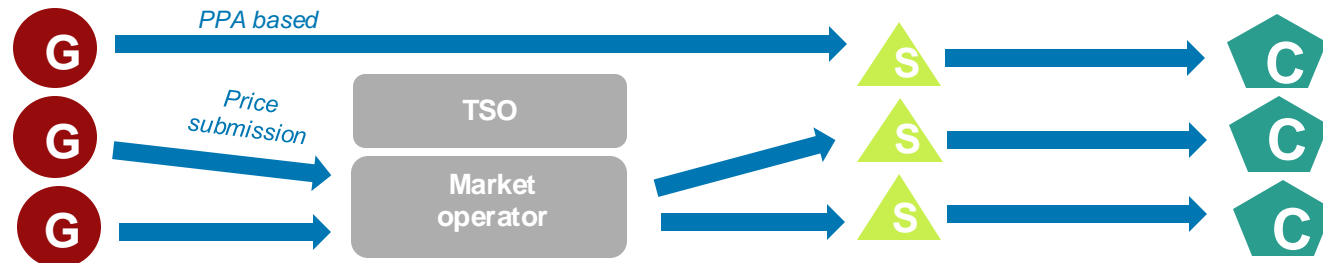 PPA based
G
S
C
Price
submission
TSO
G
S
C
Market
operator
G
S
C